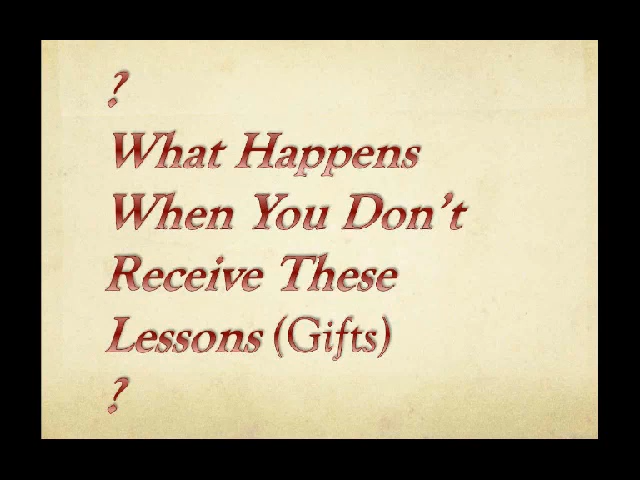 ?
What Happens
When You Don't
Receive These
Lessons (Gifts)
?